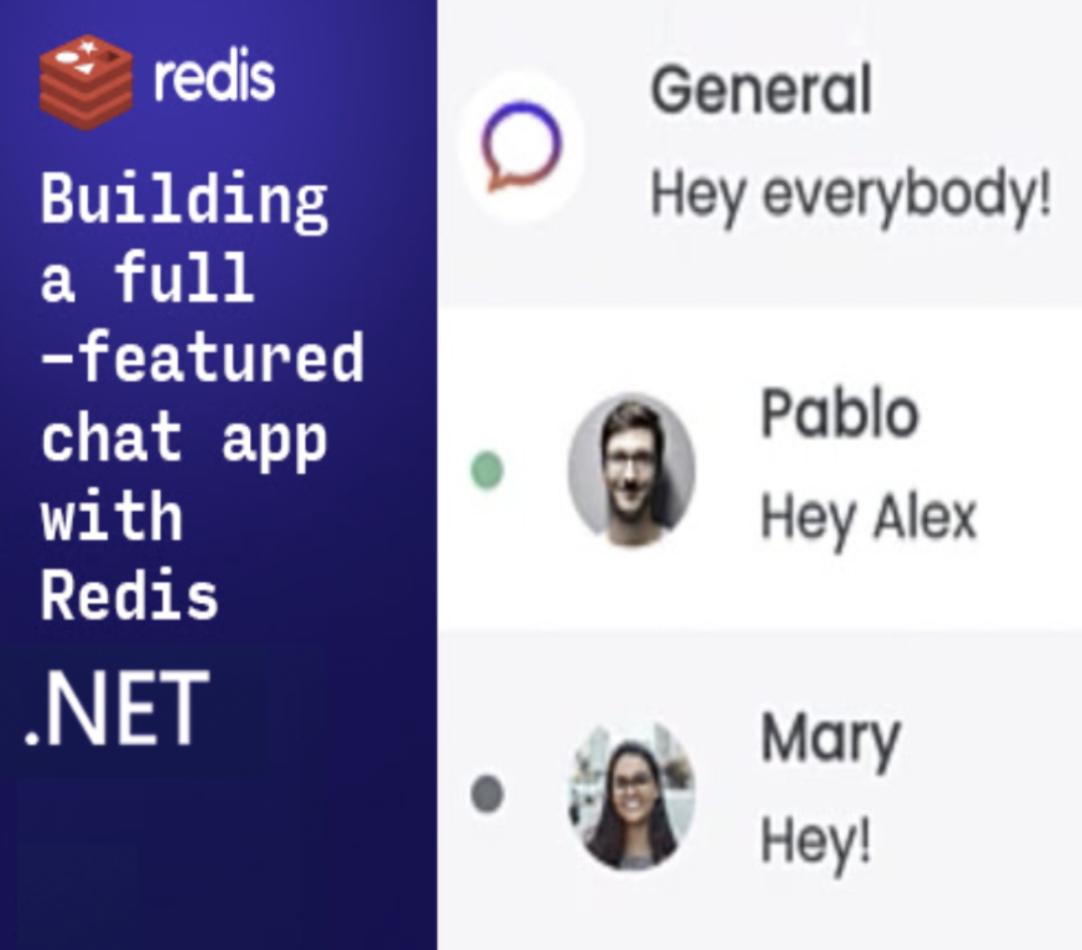 redis
Building
a full
-featured
chat app
with
Redis
.NET
General
Hey everybody!
Pablo
Hey Alex
Mary
Hey!